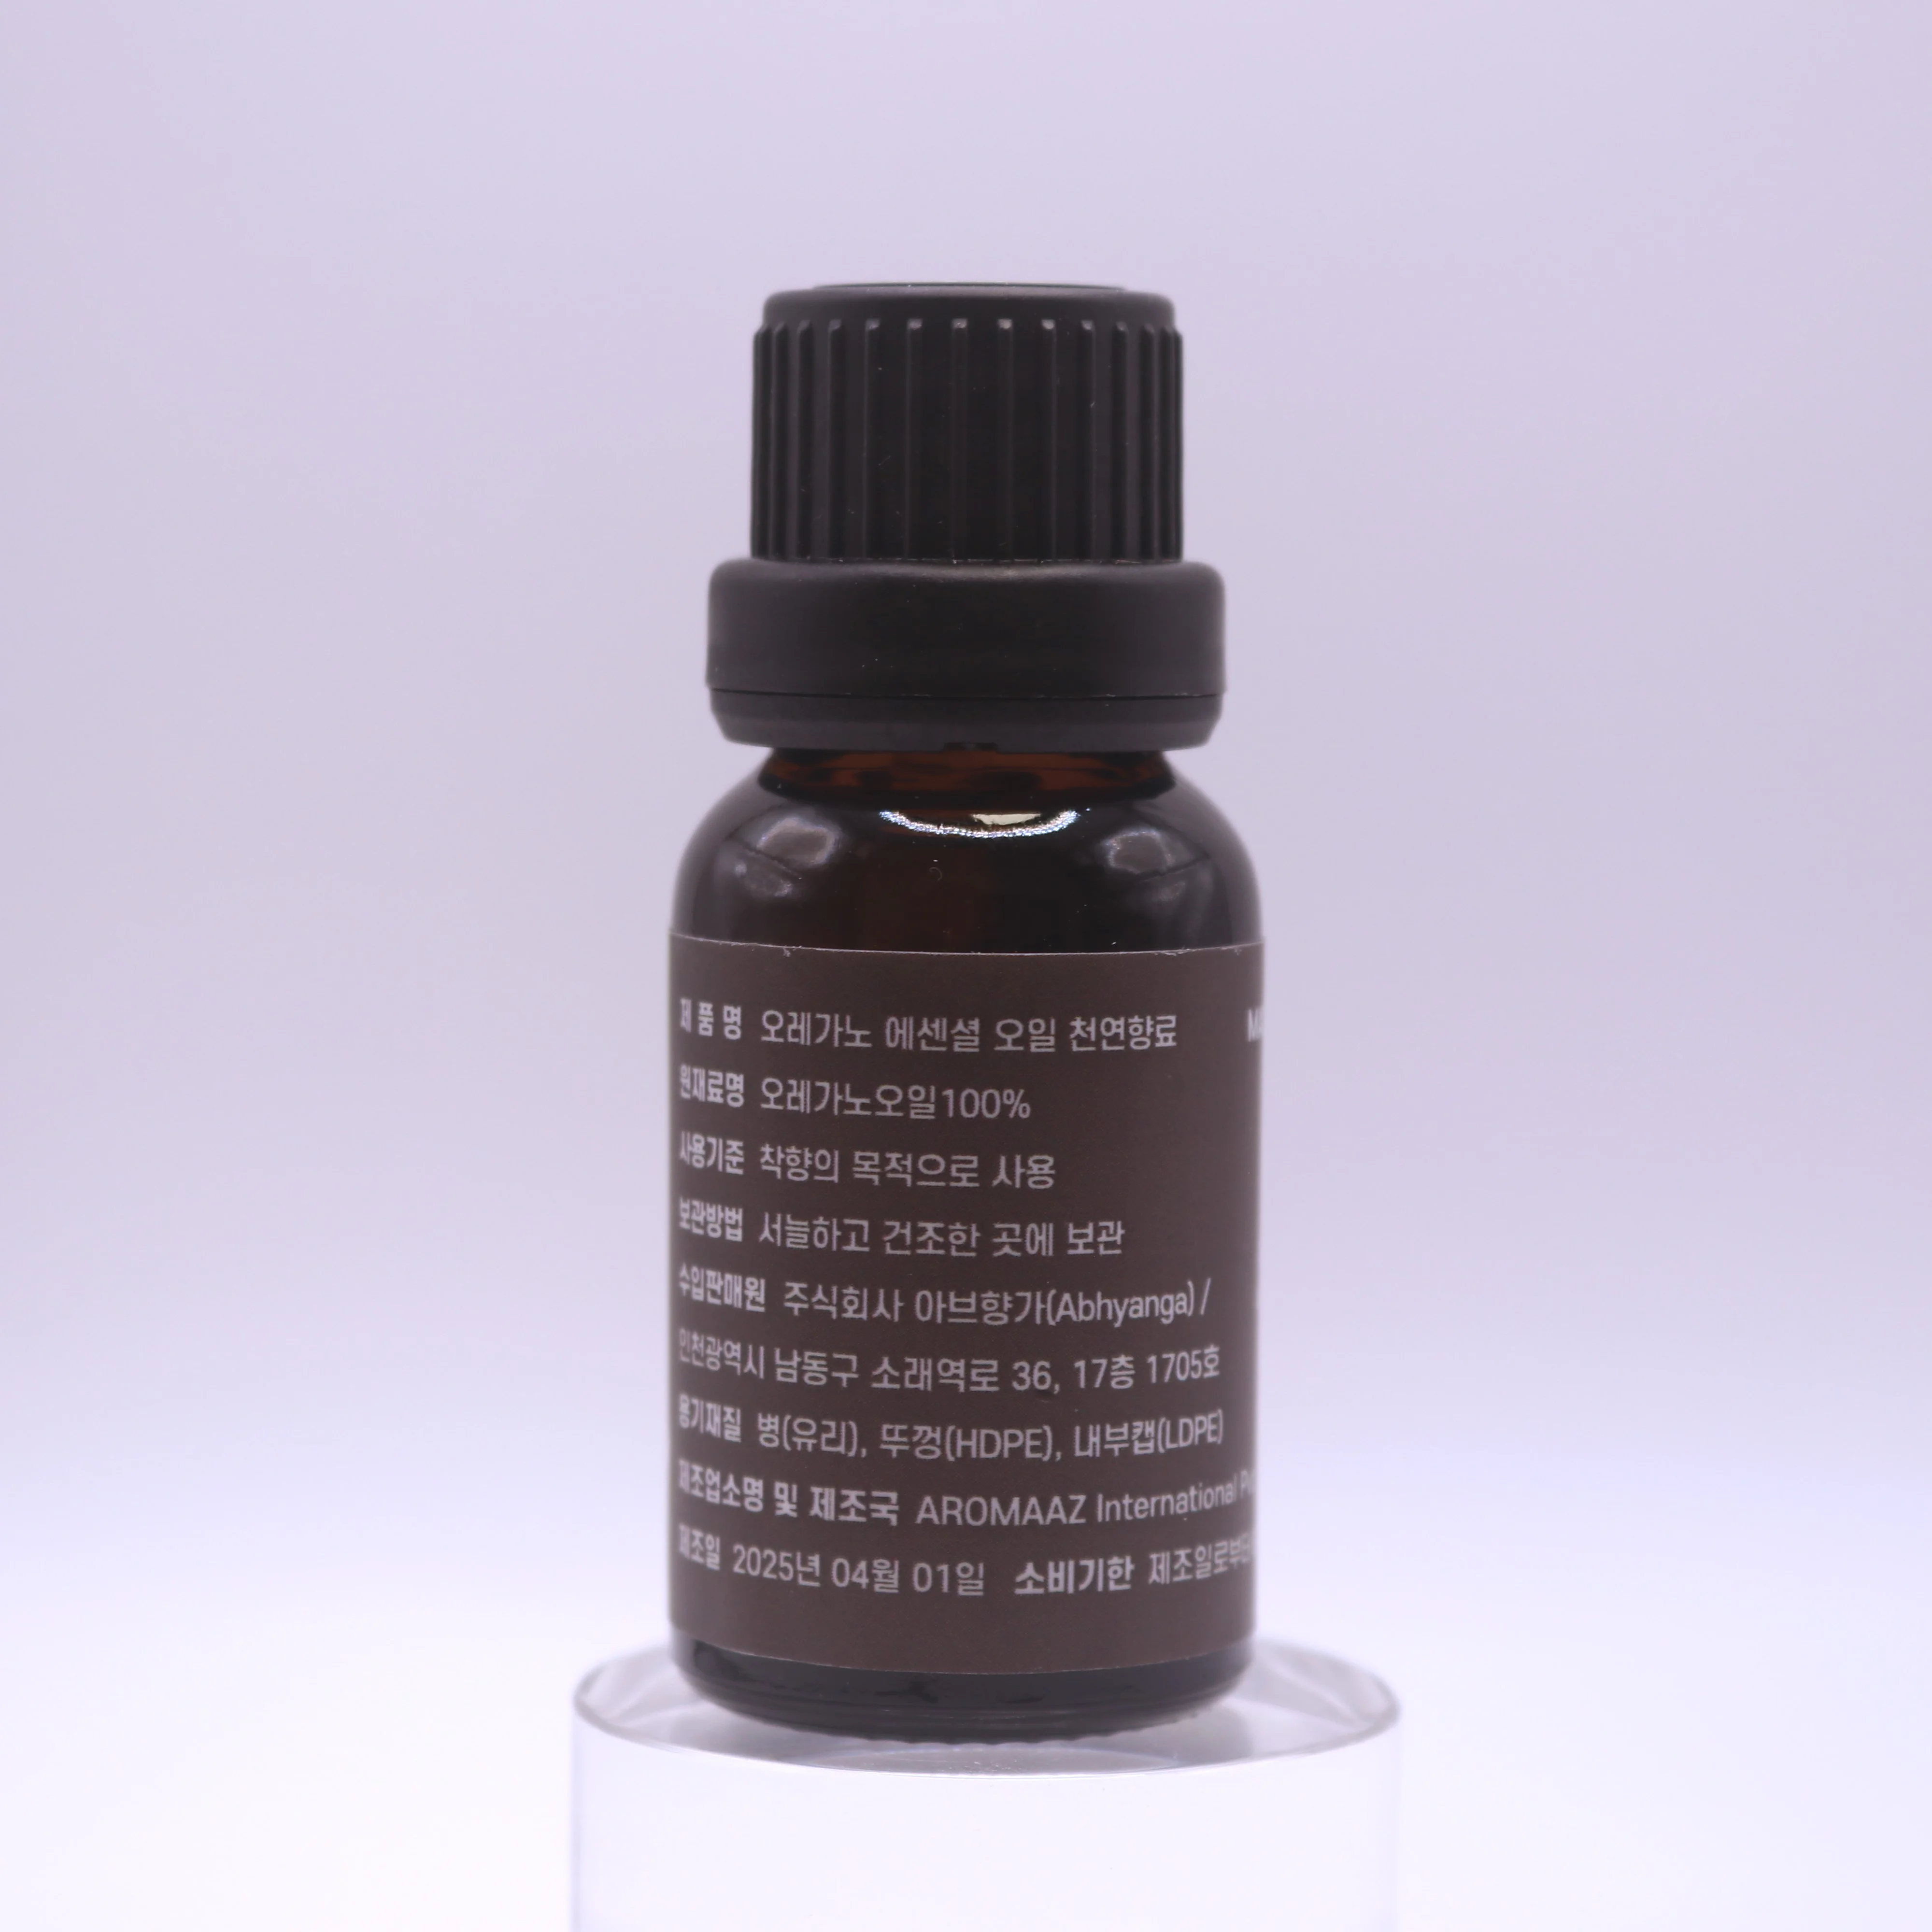 제 품 명 오레가노 에센셜 오일 천연향료
원재료명 오레가노오일100%
사용기준 착향의 목적으로 사용
보관방법 서늘하고 건조한 곳에 보관
수입판매원 주식회사 아브향가(Abhyanga) /
인천광역시 남동구 소래역로 36, 17층 1705호
용기재질 병(유리), 뚜껑(HDPE), 내부캡(LDPE)
제조업소명 및 제조국 AROMAAZ International
제조일 2025년 04월 01일 소비기한 제조일로부터